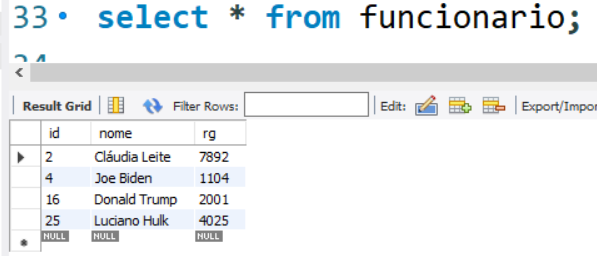 33 select * from funcionario;
Result Grid Filter Rows: Edit: Export/Impor
id nome rg
2 Cláudia Leite 7892
4 Joe Biden 1104
16 Donald Trump 2001
25 Luciano Hulk 4025
NULL NULL NULL